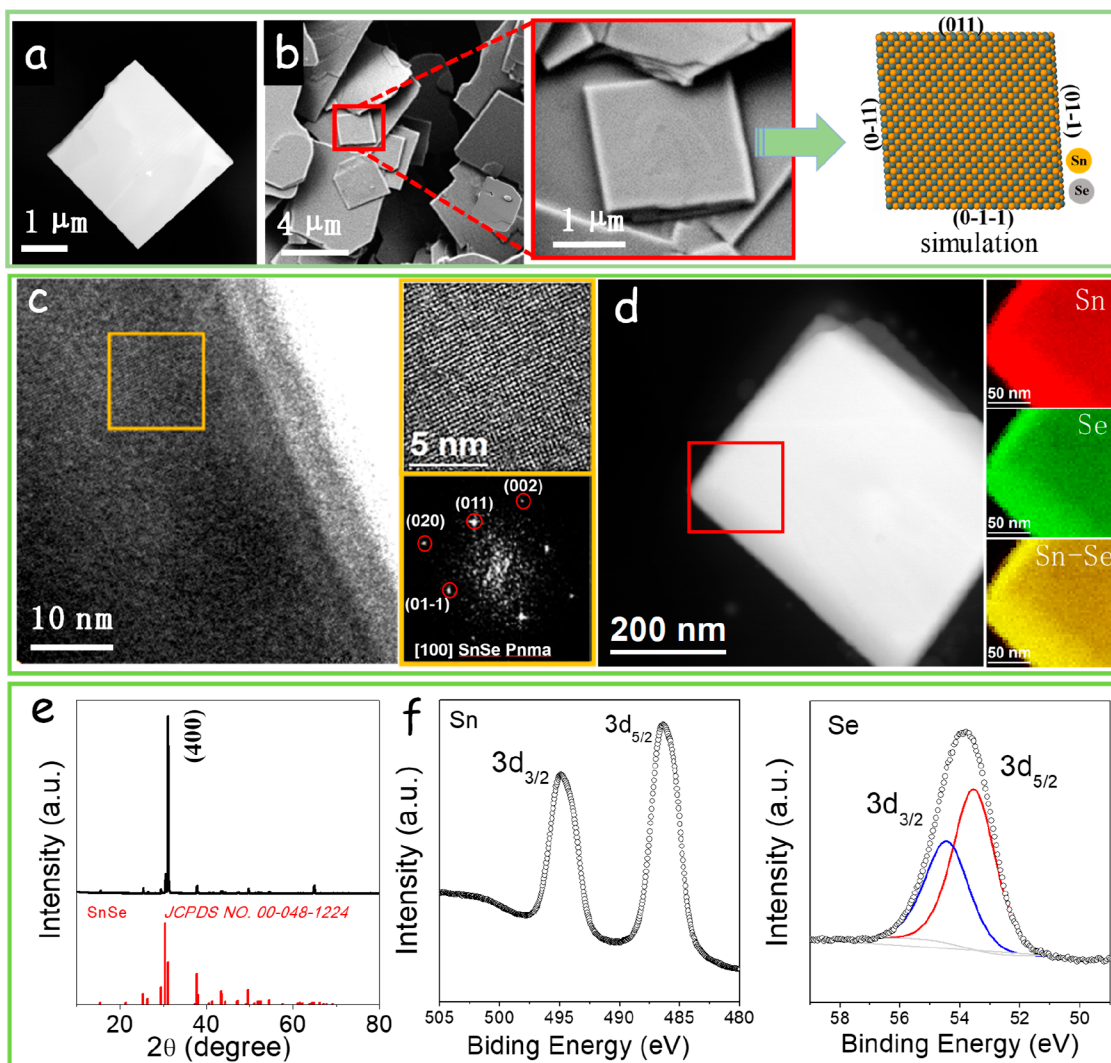 a
1 μm
b
4 μm
1 μm
(011)
(0-11)
(01-1)
Sn
Se
(0-1-1)
simulation
c
10 nm
5 nm
(002)
(011)
(020)
(01-1)
[100] SnSe Pnma
d
200 nm
Sn
50 nm
Se
50 nm
Sn-Se
50 nm
e
(400)
Intensity (a.u.)
SnSe
JCPDS NO. 00-048-1224
20 40 60 80
2θ (degree)
f
Sn
3d3/2
3d5/2
Intensity (a.u.)
505 495 490 485 480
Biding Energy (eV)
Se
3d3/2
3d5/2
Intensity (a.u.)
58 56 54 52 50
Binding Energy (eV)